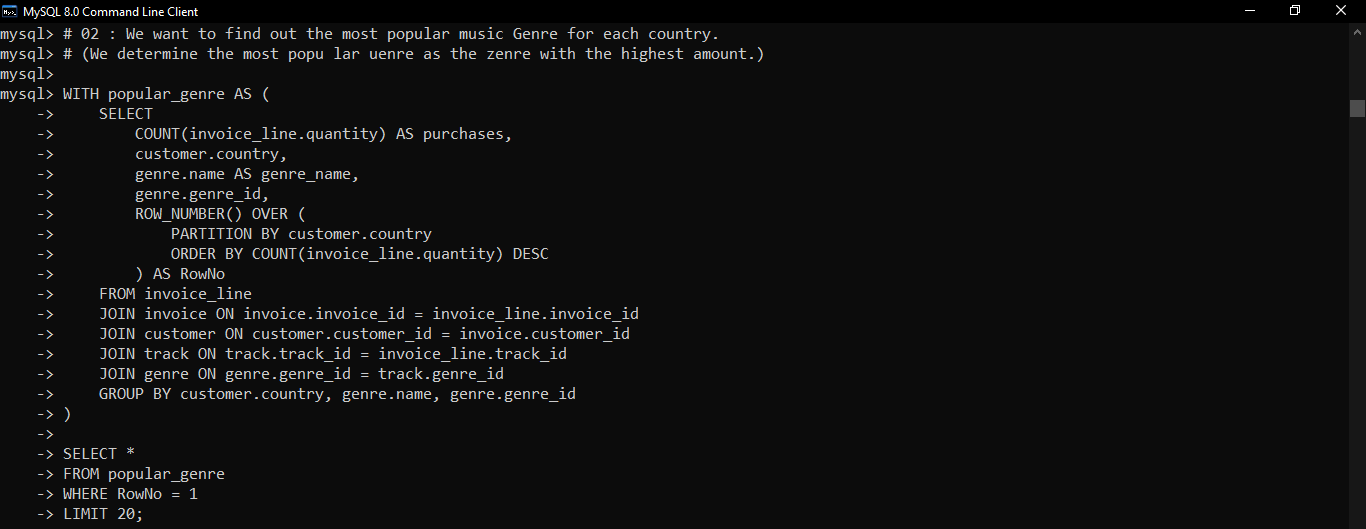 MySQL 8.0 Command Line Client
mysql> # 02 : We want to find out the most popular music Genre for each country.
mysql> # (We determine the most popu lar uenre as the zenre with the highest amount.)
mysql>
mysql> WITH popular_genre AS (
    ->     SELECT
    ->         COUNT(invoice_line.quantity) AS purchases,
    ->         customer.country,
    ->         genre.name AS genre_name,
    ->         genre.genre_id,
    ->         ROW_NUMBER() OVER (
    ->             PARTITION BY customer.country
    ->             ORDER BY COUNT(invoice_line.quantity) DESC
    ->         ) AS RowNo
    ->     FROM invoice_line
    ->     JOIN invoice ON invoice.invoice_id = invoice_line.invoice_id
    ->     JOIN customer ON customer.customer_id = invoice.customer_id
    ->     JOIN track ON track.track_id = invoice_line.track_id
    ->     JOIN genre ON genre.genre_id = track.genre_id
    ->     GROUP BY customer.country, genre.name, genre.genre_id
    -> )
    ->
    -> SELECT *
    -> FROM popular_genre
    -> WHERE RowNo = 1
    -> LIMIT 20;